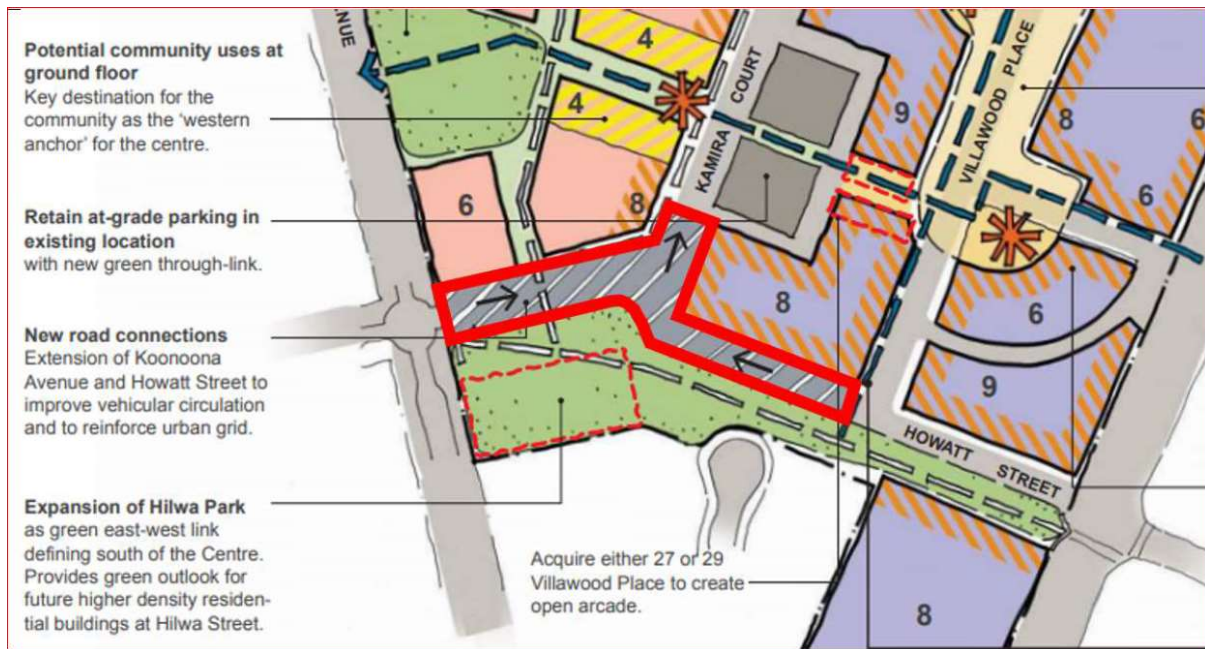 Potential community uses at
ground floor
Key destination for the
community as the ‘western
anchor’ for the centre.
Retain at-grade parking in
existing location
with new green through-link.
New road connections
Extension of Koonoona
Avenue and Howatt Street to
improve vehicular circulation
and to reinforce urban grid.
Expansion of Hilwa Park
as green east-west link
defining south of the Centre.
Provides green outlook for
future higher density residen-
tial buildings at Hilwa Street.
Acquire either 27 or 29
Villawood Place to create
open arcade.
ENUE
KAMIRA COURT
VILLAWOOD PLACE
HOWATT STREET
4
4
6
8
9
8
6
6
8
6
9
8